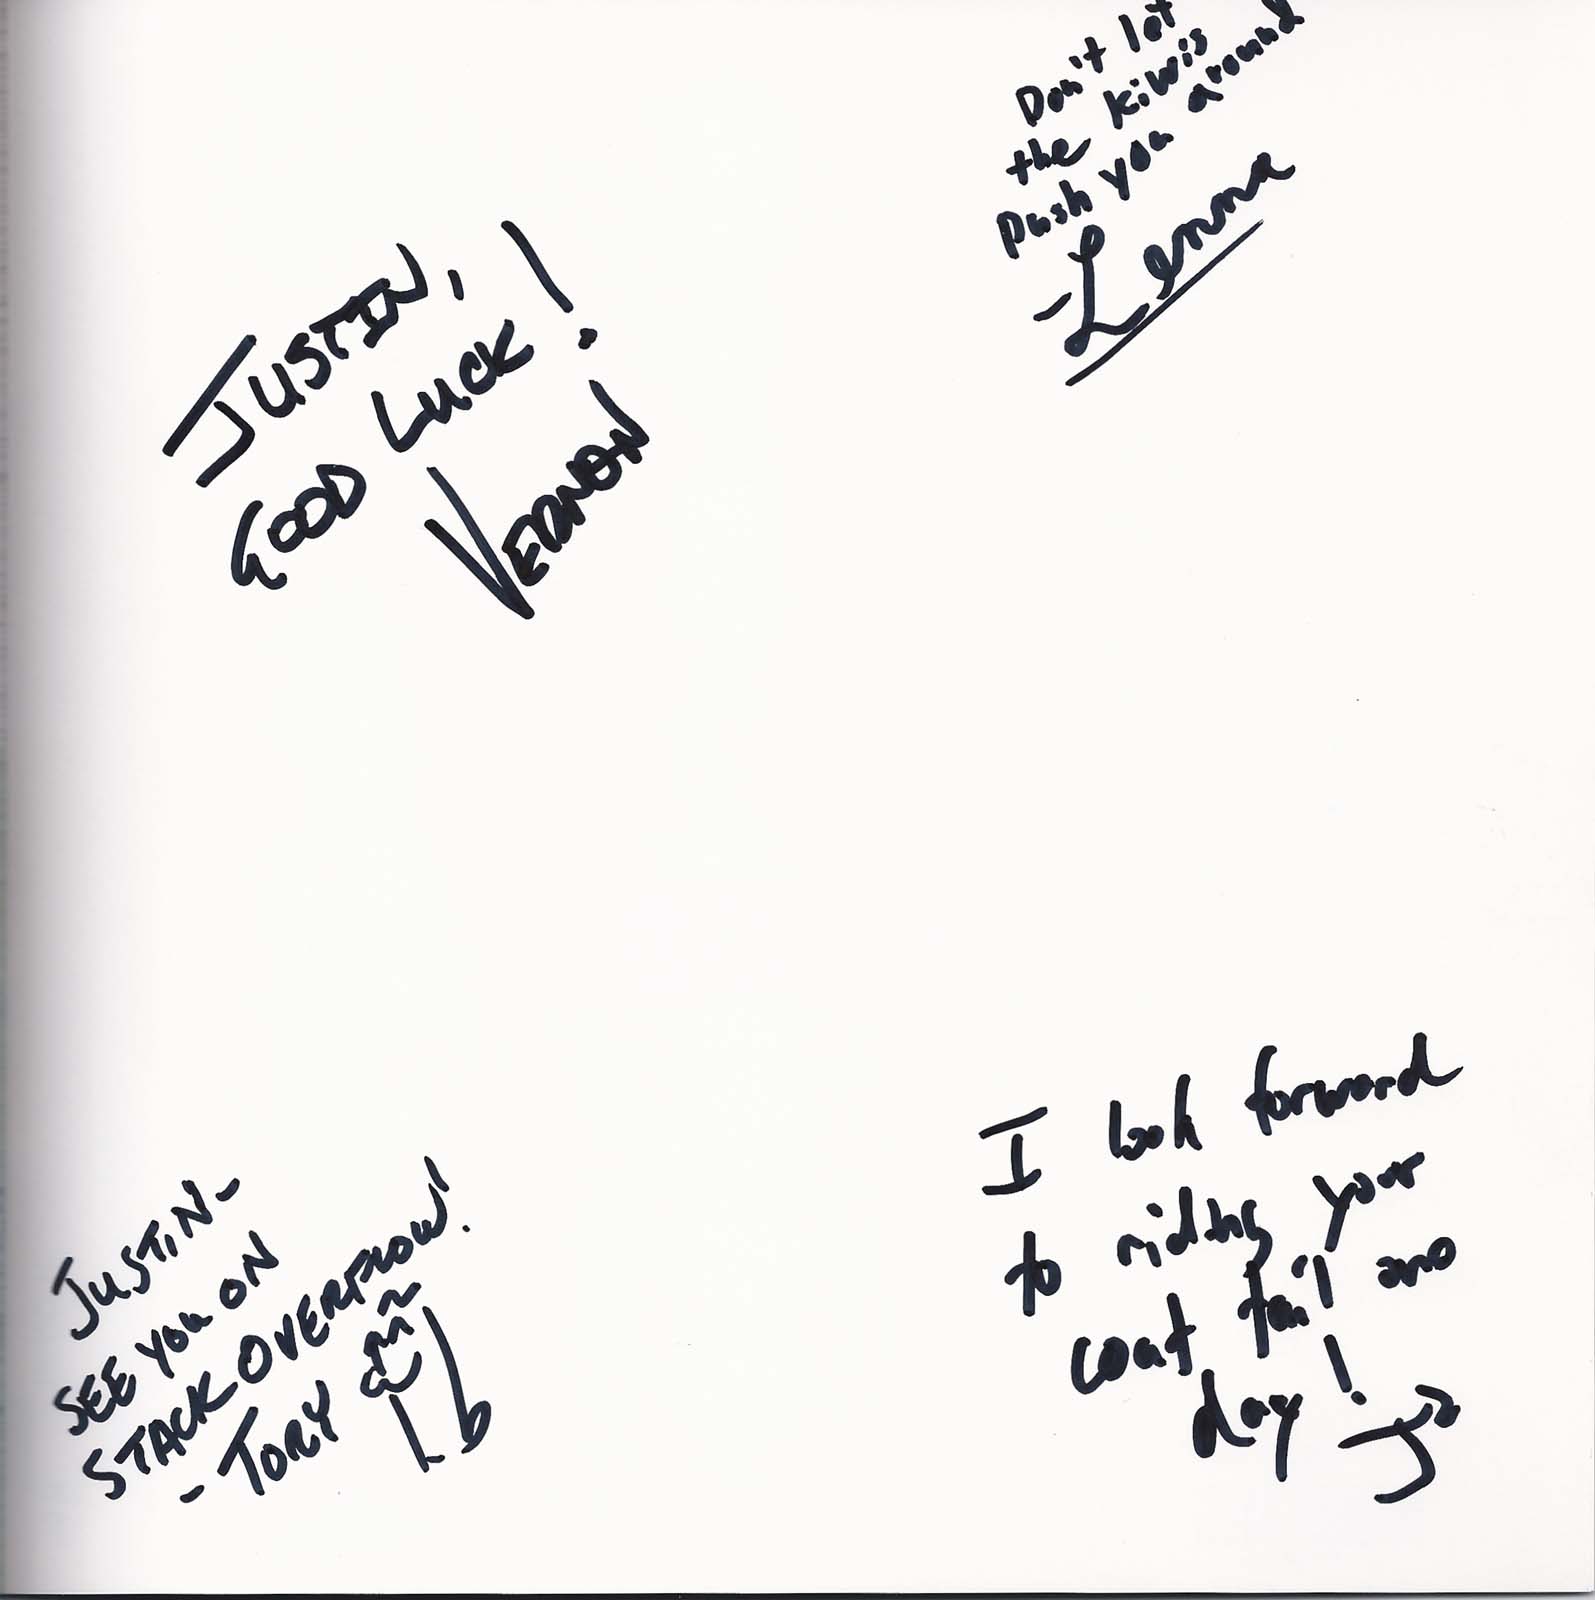 Don't let
the kiwis
push you around
-Lenna
JUSTIN,
GOOD LUCK!
VERNON
I look forward
to riding your
coat tail one
day!
JUSTIN-
SEE YOU ON
STACK OVERFLOW!
- TORY